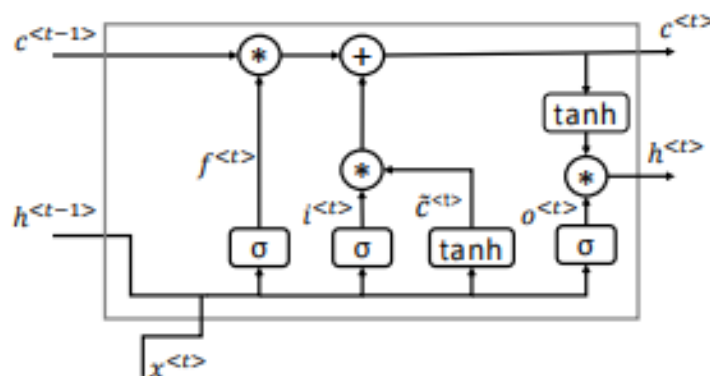 c<t-1> * + c<t>
tanh
f<t> * * h<t>
h<t-1> i<t> c̃<t> o<t>
σ σ tanh σ
x<t>